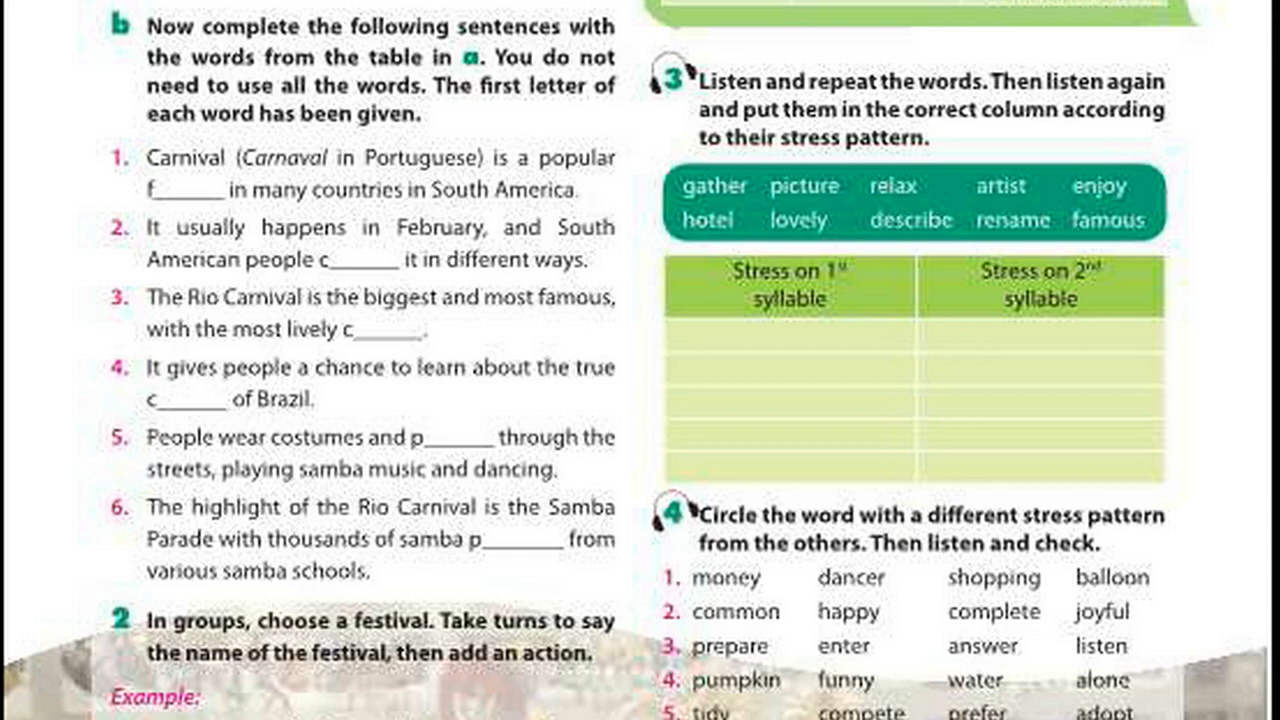 b Now complete the following sentences with
the words from the table in a. You do not
need to use all the words. The first letter of
each word has been given.
1. Carnival (Carnaval in Portuguese) is a popular
f______ in many countries in South America.
2. It usually happens in February, and South
American people c______ it in different ways.
3. The Rio Carnival is the biggest and most famous,
with the most lively c______.
4. It gives people a chance to learn about the true
c______ of Brazil.
5. People wear costumes and p______ through the
streets, playing samba music and dancing.
6. The highlight of the Rio Carnival is the Samba
Parade with thousands of samba p_______ from
various samba schools.
2 In groups, choose a festival. Take turns to say
the name of the festival, then add an action.
Example:
3 Listen and repeat the words. Then listen again
and put them in the correct column according
to their stress pattern.
gather picture relax artist enjoy
hotel lovely describe rename famous
Stress on 1st syllable
Stress on 2nd syllable
4 Circle the word with a different stress pattern
from the others. Then listen and check.
1. money dancer shopping balloon
2. common happy complete joyful
3. prepare enter answer listen
4. pumpkin funny water alone
5. tidy compete prefer adopt